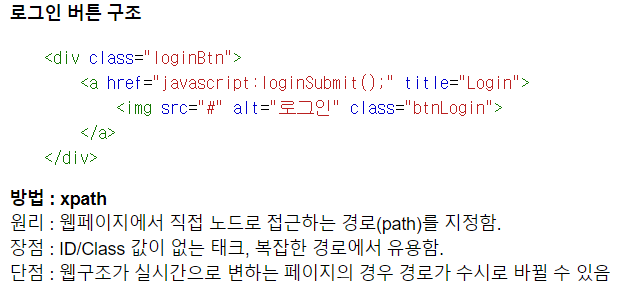 로그인 버튼 구조
<div class="loginBtn">
<a href="javascript:loginSubmit();" title="Login">
<img src="#" alt="로그인" class="btnLogin">
</a>
</div>
방법 : xpath
원리 : 웹페이지에서 직접 노드로 접근하는 경로(path)를 지정함.
장점 : ID/Class 값이 없는 태크, 복잡한 경로에서 유용함.
단점 : 웹구조가 실시간으로 변하는 페이지의 경우 경로가 수시로 바뀔 수 있음